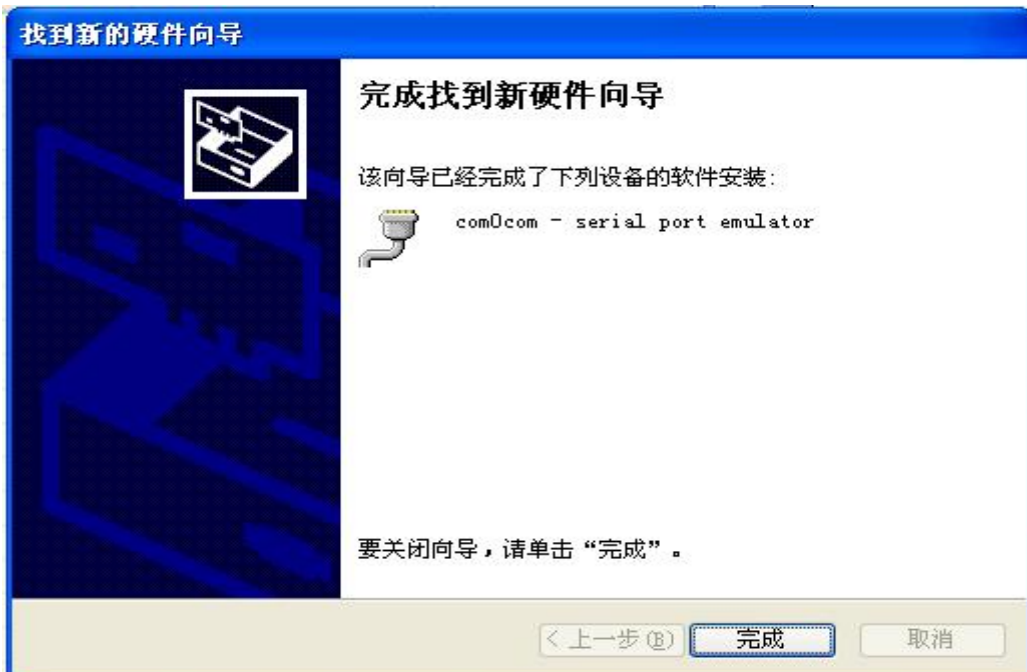 找到新的硬件向导
完成找到新硬件向导
该向导已经完成了下列设备的软件安装:
com0com - serial port emulator
要关闭向导，请单击“完成”。
< 上一步(B)
完成
取消